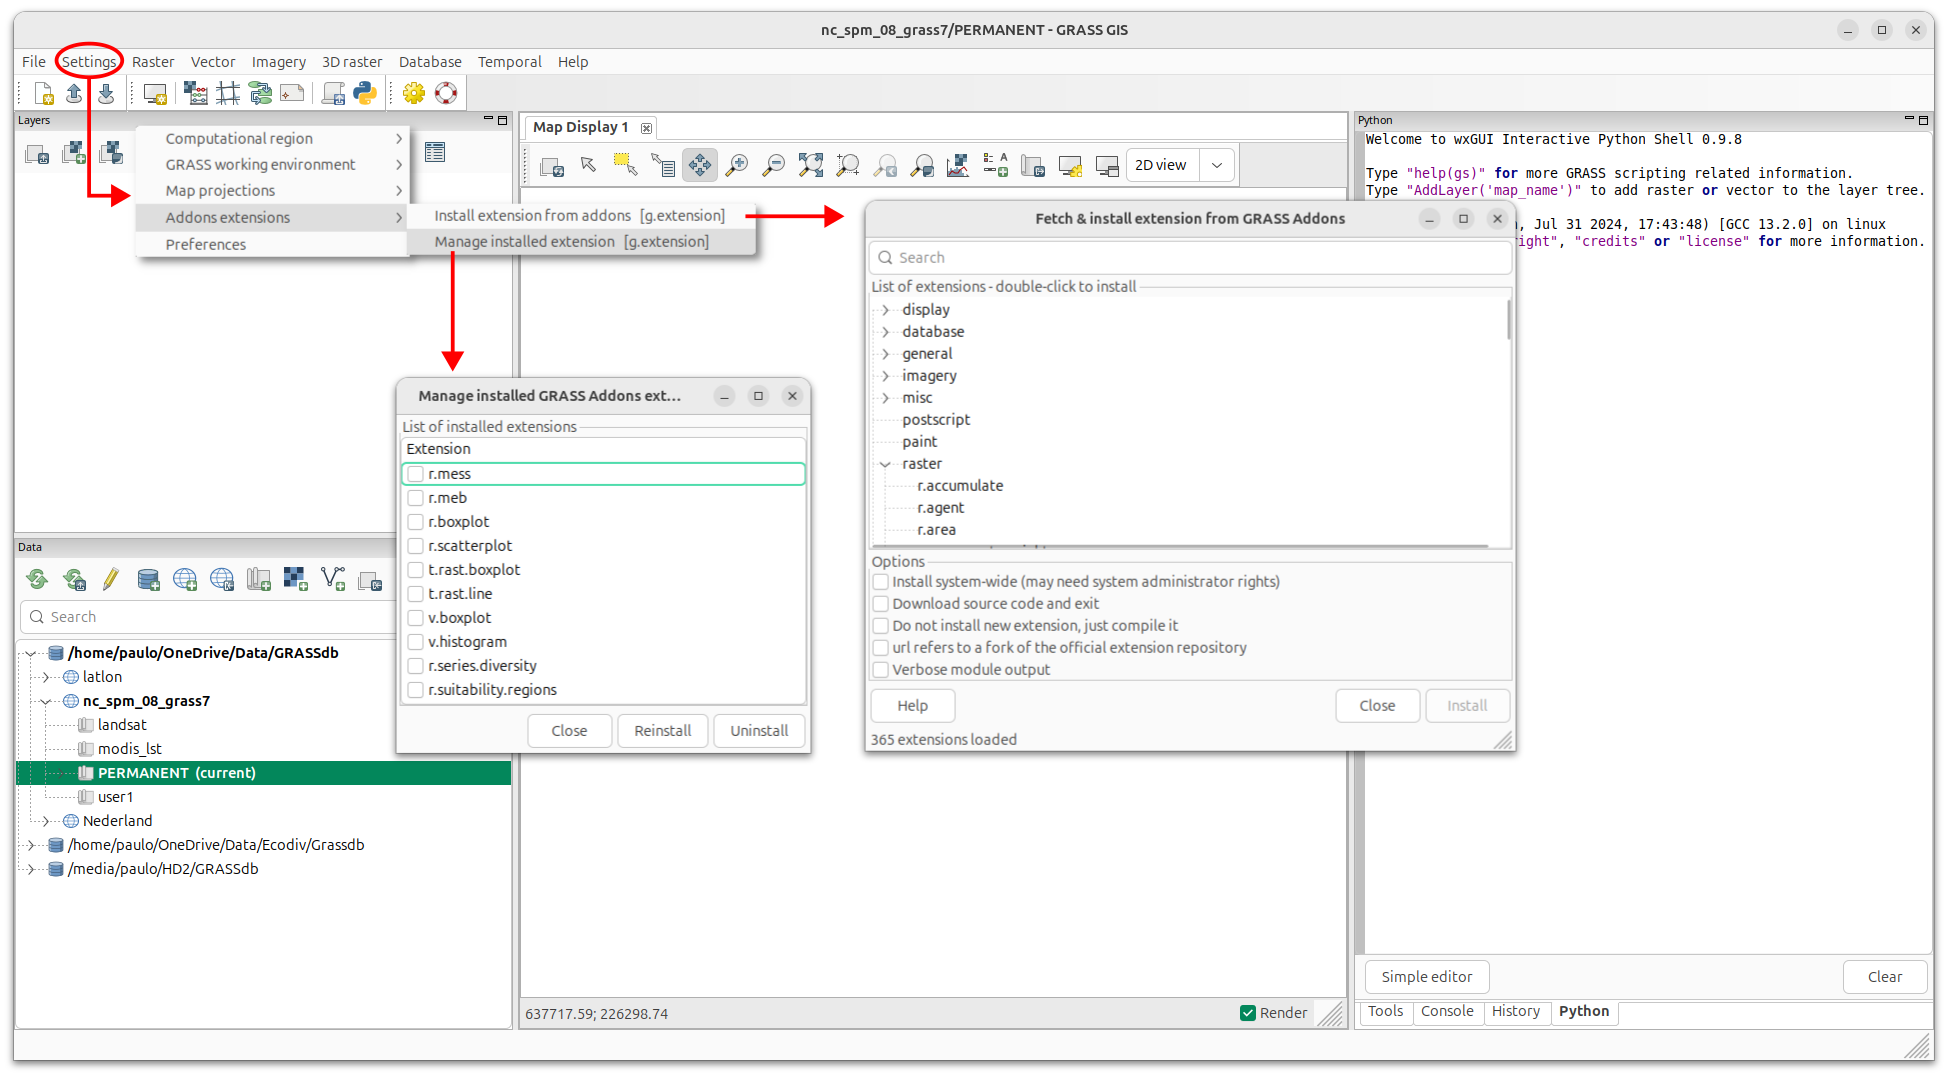 nc_spm_08_grass7/PERMANENT - GRASS GIS
File Settings Raster Vector Imagery 3D raster Database Temporal Help
Layers
Computational region
GRASS working environment
Map projections
Addons extensions
Preferences
Install extension from addons [g.extension]
Manage installed extension [g.extension]
Map Display 1
A
2D view
Python
Welcome to wxGUI Interactive Python Shell 0.9.8
Type "help(gs)" for more GRASS scripting related information.
Type "AddLayer('map_name')" to add raster or vector to the layer tree.
, Jul 31 2024, 17:43:48) [GCC 13.2.0] on linux
right", "credits" or "license" for more information.
Fetch & install extension from GRASS Addons
Search
List of extensions - double-click to install
display
database
general
imagery
misc
postscript
paint
raster
r.accumulate
r.agent
r.area
Options
Install system-wide (may need system administrator rights)
Download source code and exit
Do not install new extension, just compile it
url refers to a fork of the official extension repository
Verbose module output
Help Close Install
365 extensions loaded
Manage installed GRASS Addons ext...
List of installed extensions
Extension
r.mess
r.meb
r.boxplot
r.scatterplot
t.rast.boxplot
t.rast.line
v.boxplot
v.histogram
r.series.diversity
r.suitability.regions
Close Reinstall Uninstall
Data
Search
/home/paulo/OneDrive/Data/GRASSdb
latlon
nc_spm_08_grass7
landsat
modis_lst
PERMANENT (current)
user1
Nederland
/home/paulo/OneDrive/Data/Ecodiv/Grassdb
/media/paulo/HD2/GRASSdb
637717.59; 226298.74
Render
Simple editor Clear
Tools Console History Python